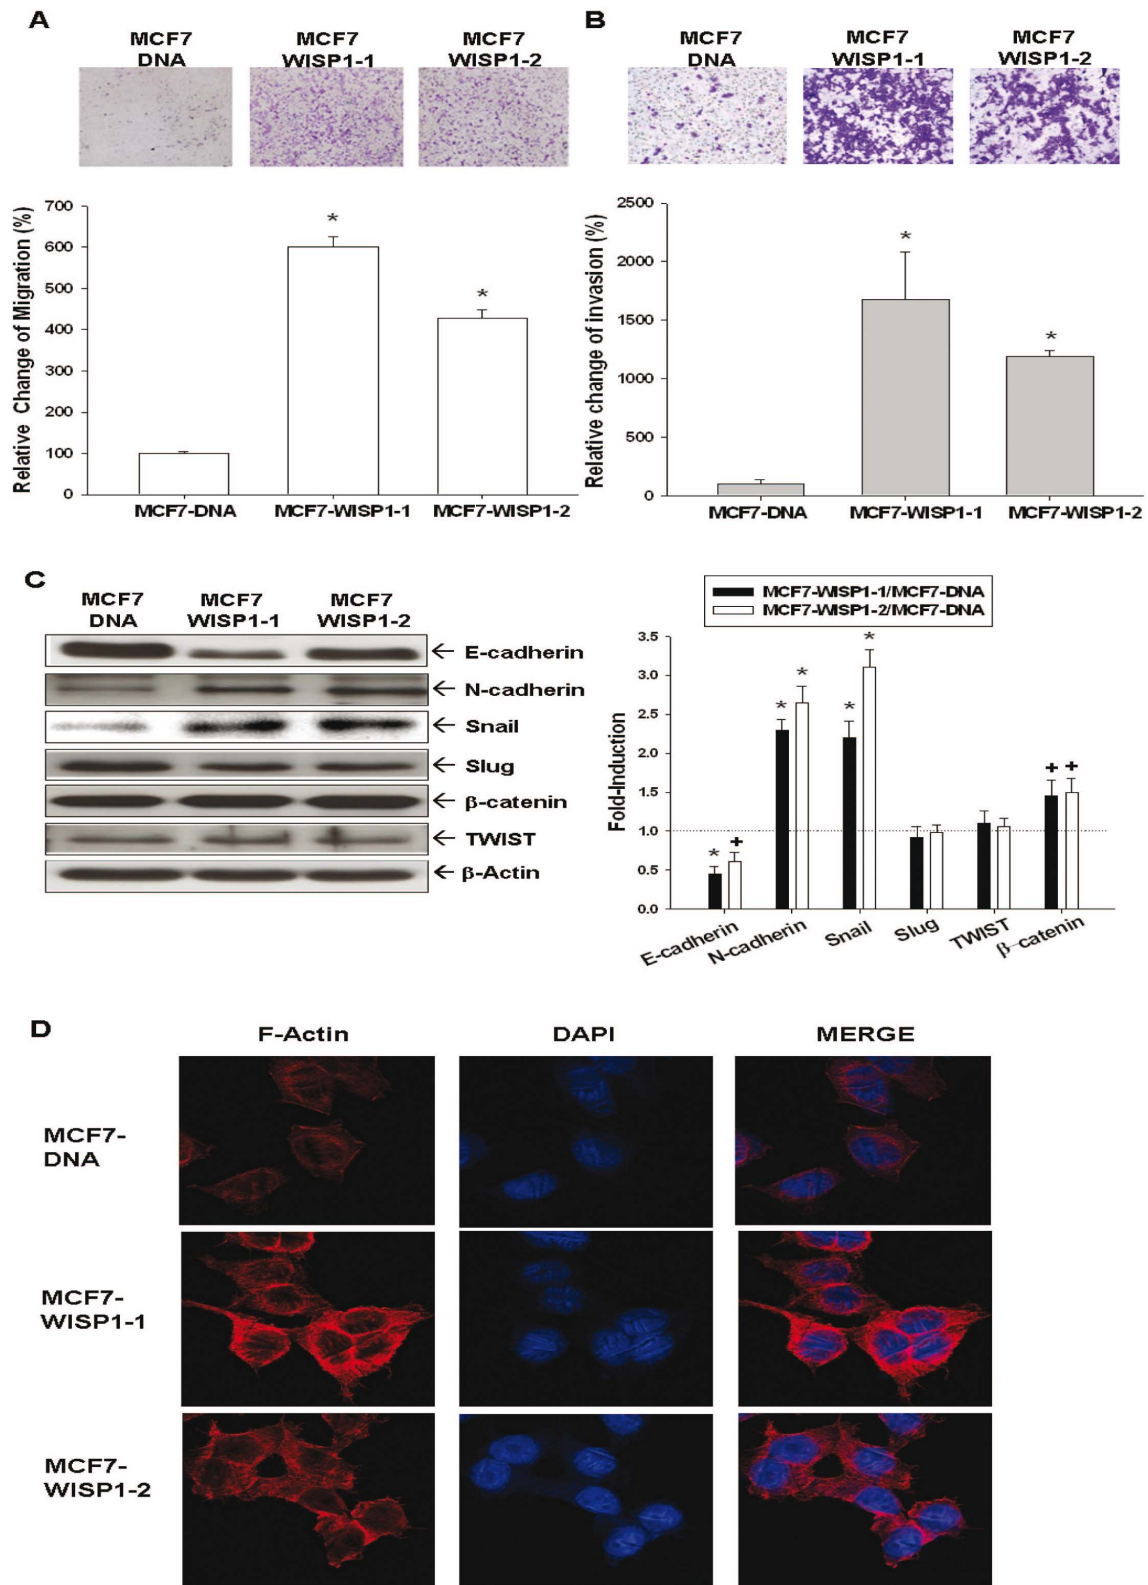 A
MCF7
DNA
MCF7
WISP1-1
MCF7
WISP1-2
Relative Change of Migration (%)
700
600
500
400
300
200
100
0
*
*
MCF7-DNA
MCF7-WISP1-1
MCF7-WISP1-2
B
MCF7
DNA
MCF7
WISP1-1
MCF7
WISP1-2
Relative change of invasion (%)
2500
2000
1500
1000
500
0
*
*
MCF7-DNA
MCF7-WISP1-1
MCF7-WISP1-2
C
MCF7
DNA
MCF7
WISP1-1
MCF7
WISP1-2
← E-cadherin
← N-cadherin
← Snail
← Slug
← β-catenin
← TWIST
← β-Actin
MCF7-WISP1-1/MCF7-DNA
MCF7-WISP1-2/MCF7-DNA
Fold-Induction
3.5
3.0
2.5
2.0
1.5
1.0
0.5
0.0
* +
* *
* *
+ +
E-cadherin
N-cadherin
Snail
Slug
TWIST
β-catenin
D
F-Actin
DAPI
MERGE
MCF7-
DNA
MCF7-
WISP1-1
MCF7-
WISP1-2